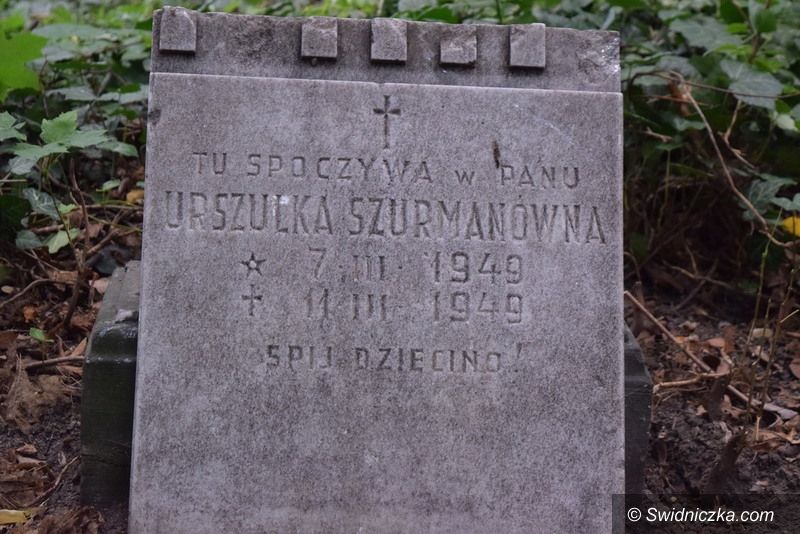 TU SPOCZYWA w PANU
URSZULKA SZURMANÓWNA
7 III 1949
11 III 1949
ŚPIJ DZIECINO!
© Swidniczka.com